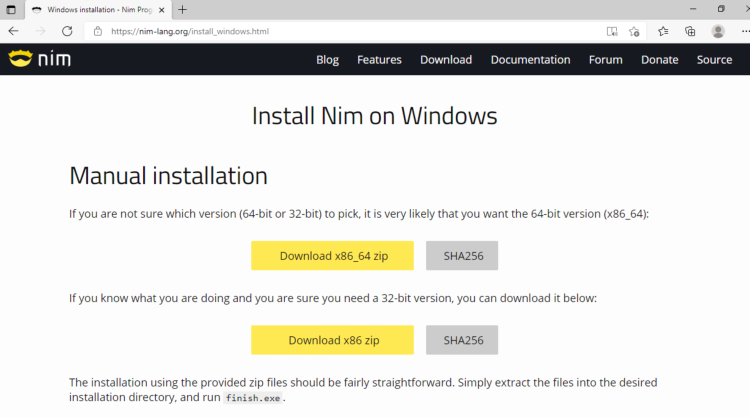 Windows installation - Nim Prog
https://nim-lang.org/install_windows.html
nim
Blog Features Download Documentation Forum Donate Source
Install Nim on Windows
Manual installation
If you are not sure which version (64-bit or 32-bit) to pick, it is very likely that you want the 64-bit version (x86_64):
Download x86_64 zip SHA256
If you know what you are doing and you are sure you need a 32-bit version, you can download it below:
Download x86 zip SHA256
The installation using the provided zip files should be fairly straightforward. Simply extract the files into the desired
installation directory, and run finish.exe.